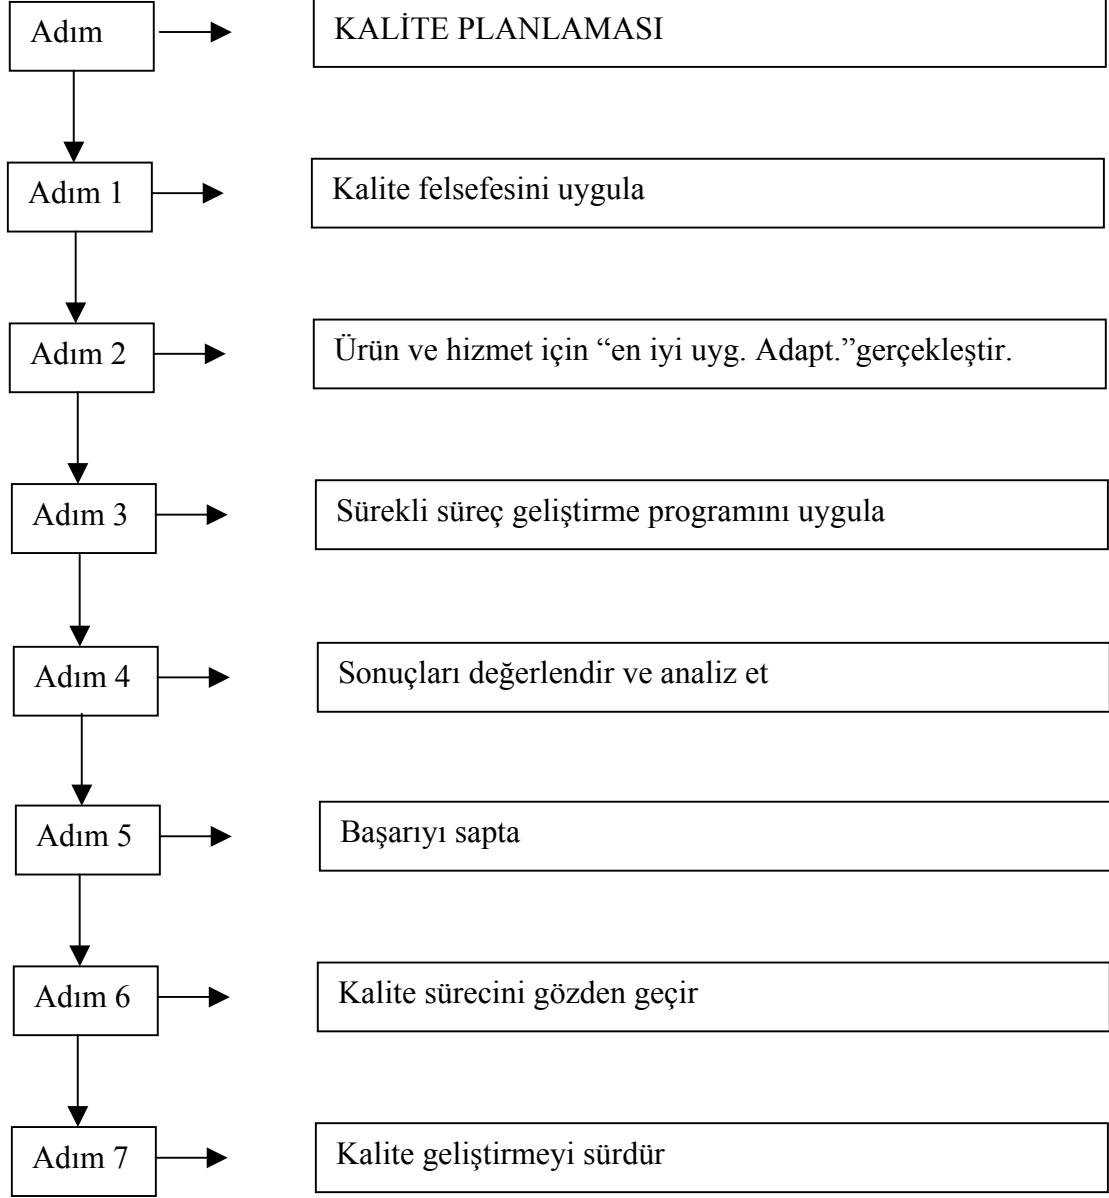 Adım
KALİTE PLANLAMASI
Adım 1
Kalite felsefesini uygula
Adım 2
Ürün ve hizmet için “en iyi uyg. Adapt.”gerçekleştir.
Adım 3
Sürekli süreç geliştirme programını uygula
Adım 4
Sonuçları değerlendir ve analiz et
Adım 5
Başarıyı sapta
Adım 6
Kalite sürecini gözden geçir
Adım 7
Kalite geliştirmeyi sürdür